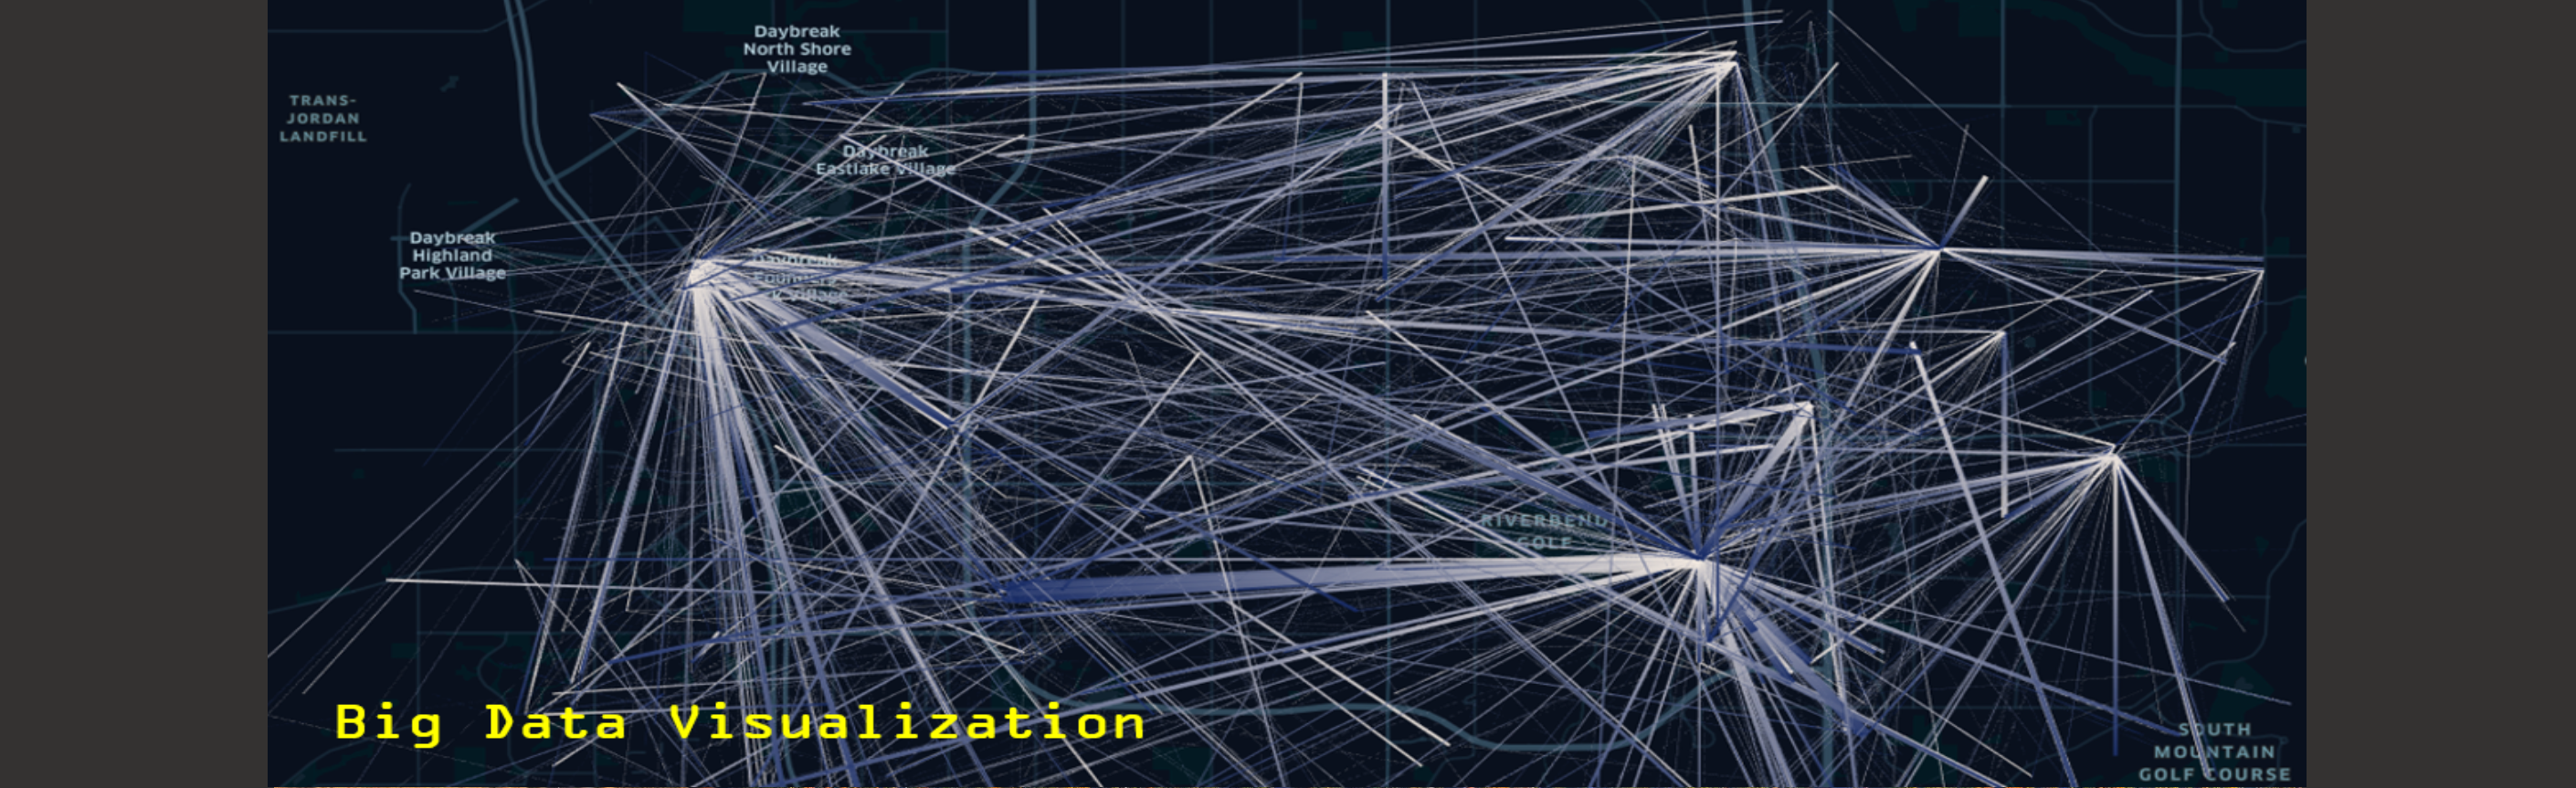 Daybreak
North Shore
Village
TRANS-
JORDAN
LANDFILL
Daybreak
Eastlake Village
Daybreak
Highland
Park Village
Daybreak
Village
RIVERBEND
GOLF
Big Data Visualization
SOUTH
MOUNTAIN
GOLF COURSE